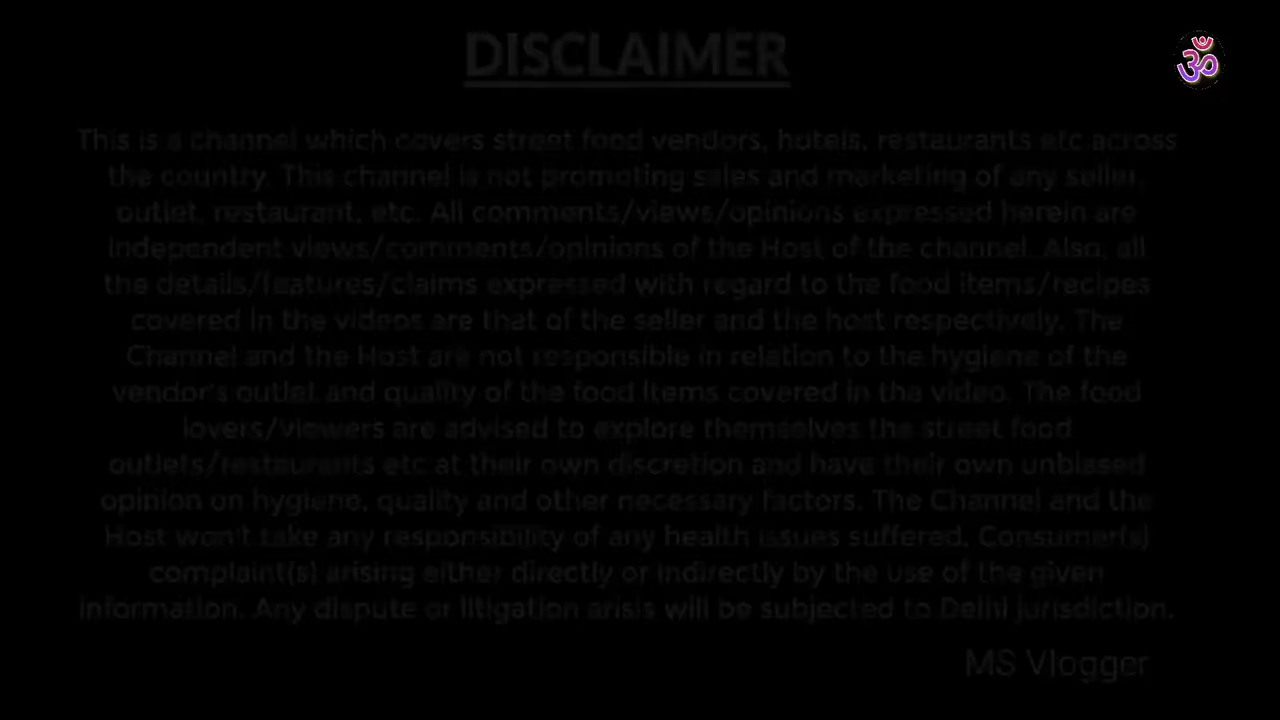 DISCLAIMER
ॐ
This is a channel which covers street food vendors, hotels, restaurants etc across
the country. This channel is not promoting sales and marketing of any seller,
outlet, restaurant, etc. All comments/views/opinions expressed herein are
independent views/comments/opinions of the Host of the channel. Also, all
the details/features/claims expressed with regard to the food items/recipes
covered in the videos are that of the seller and the host respectively. The
Channel and the Host are not responsible in relation to the hygiene of the
vendor's outlet and quality of the food items covered in the video. The food
lovers/viewers are advised to explore themselves the street food
outlets/restaurants etc at their own discretion and have their own unbiased
opinion on hygiene, quality and other necessary factors. The Channel and the
Host won't take any responsibility of any health issues suffered, Consumer(s)
complaint(s) arising either directly or indirectly by the use of the given
information. Any dispute or litigation arisis will be subjected to Delhi jurisdiction.
MS Vlogger